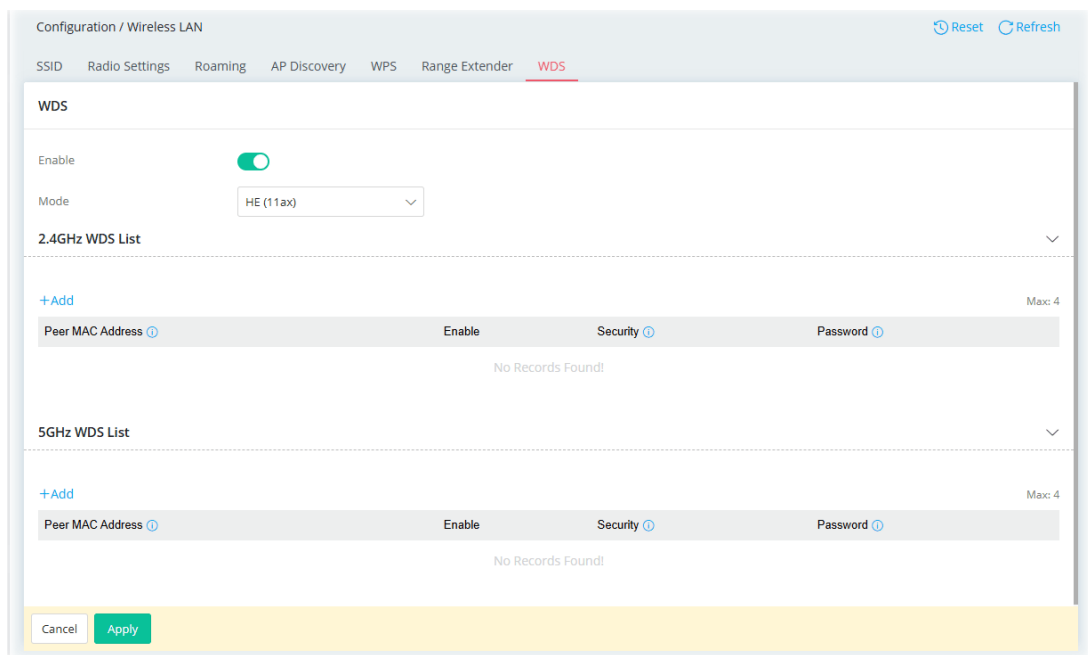 Configuration / Wireless LAN Reset Refresh
SSID Radio Settings Roaming AP Discovery WPS Range Extender WDS
WDS
Enable
Mode HE (11ax)
2.4GHz WDS List
+Add Max: 4
Peer MAC Address Enable Security Password
No Records Found!
5GHz WDS List
+Add Max: 4
Peer MAC Address Enable Security Password
No Records Found!
Cancel Apply